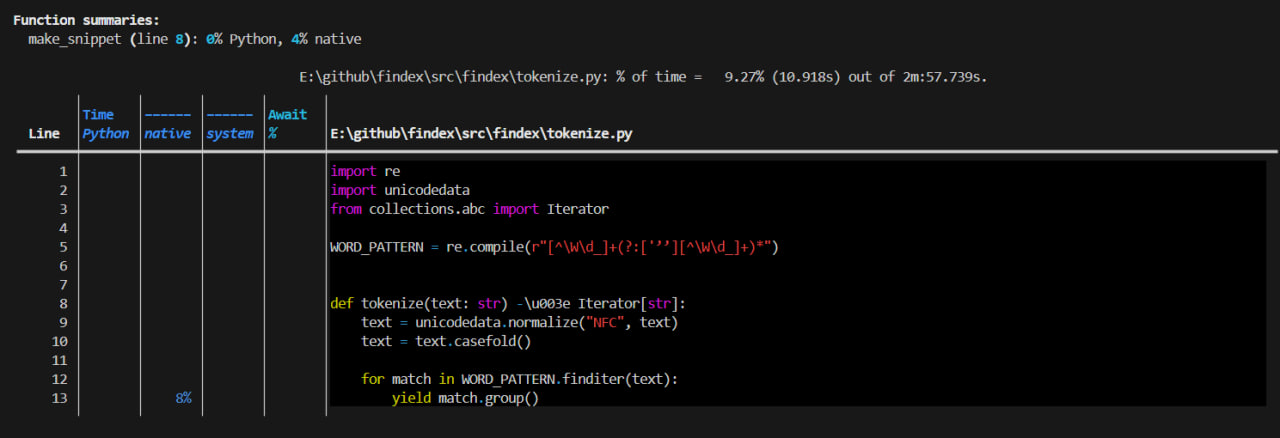 Function summaries:
make_snippet (line 8): 0% Python, 4% native
E:\github\findex\src\findex\tokenize.py: % of time = 9.27% (10.918s) out of 2m:57.739s.
Time ------ ------ Await
Line Python native system % E:\github\findex\src\findex\tokenize.py
1 import re
2 import unicodedata
3 from collections.abc import Iterator
4
5 WORD_PATTERN = re.compile(r"[^\W\d_]+(?:['’’][^\W\d_]+)*")
6
7
8 def tokenize(text: str) -\u003e Iterator[str]:
9 text = unicodedata.normalize("NFC", text)
10 text = text.casefold()
11
12 for match in WORD_PATTERN.finditer(text):
13 8% yield match.group()